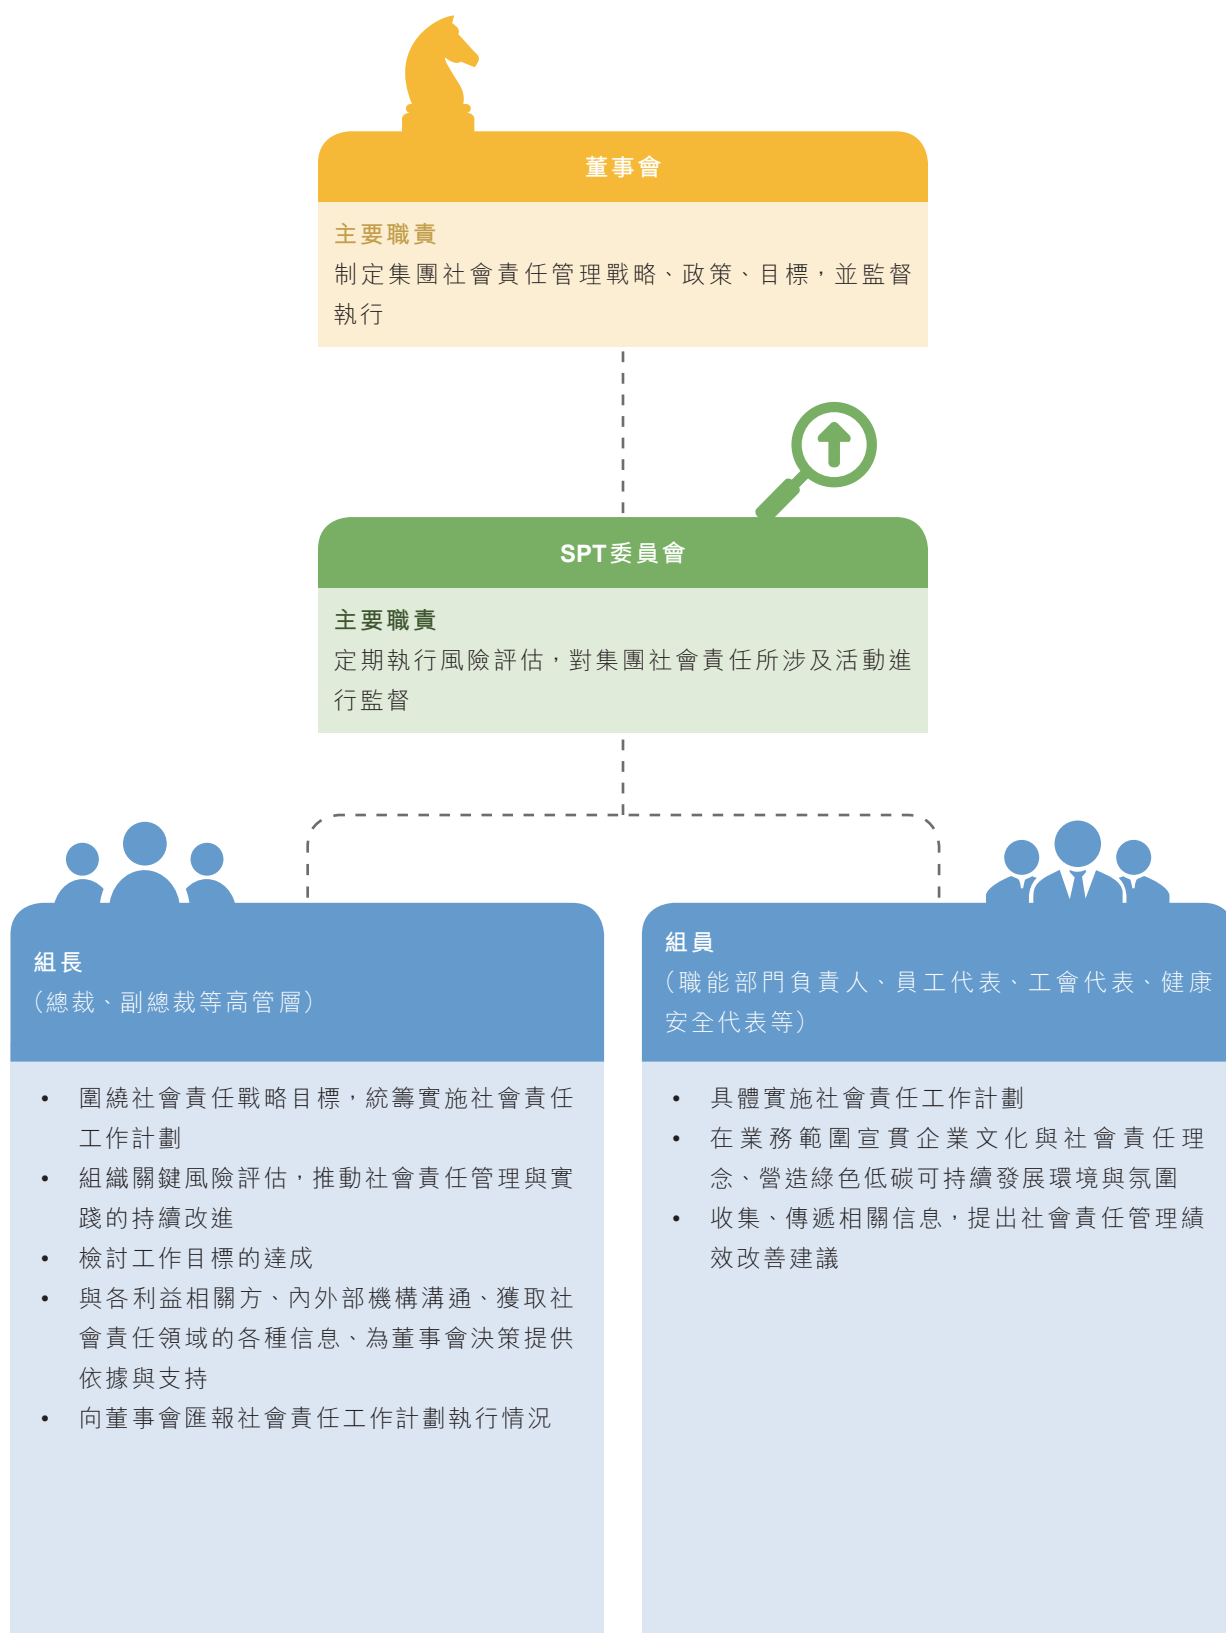 董事會
主要職責
制定集團社會責任管理戰略、政策、目標，並監督
執行
SPT委員會
主要職責
定期執行風險評估，對集團社會責任所涉及活動進
行監督
組長
（總裁、副總裁等高管層）
• 圍繞社會責任戰略目標，統籌實施社會責任
工作計劃
• 組織關鍵風險評估，推動社會責任管理與實
踐的持續改進
• 檢討工作目標的達成
• 與各利益相關方、內外部機構溝通、獲取社
會責任領域的各種信息、為董事會決策提供
依據與支持
• 向董事會匯報社會責任工作計劃執行情況
組員
（職能部門負責人、員工代表、工會代表、健康
安全代表等）
• 具體實施社會責任工作計劃
• 在業務範圍宣貫企業文化與社會責任理
念、營造綠色低碳可持續發展環境與氛圍
• 收集、傳遞相關信息，提出社會責任管理績
效改善建議